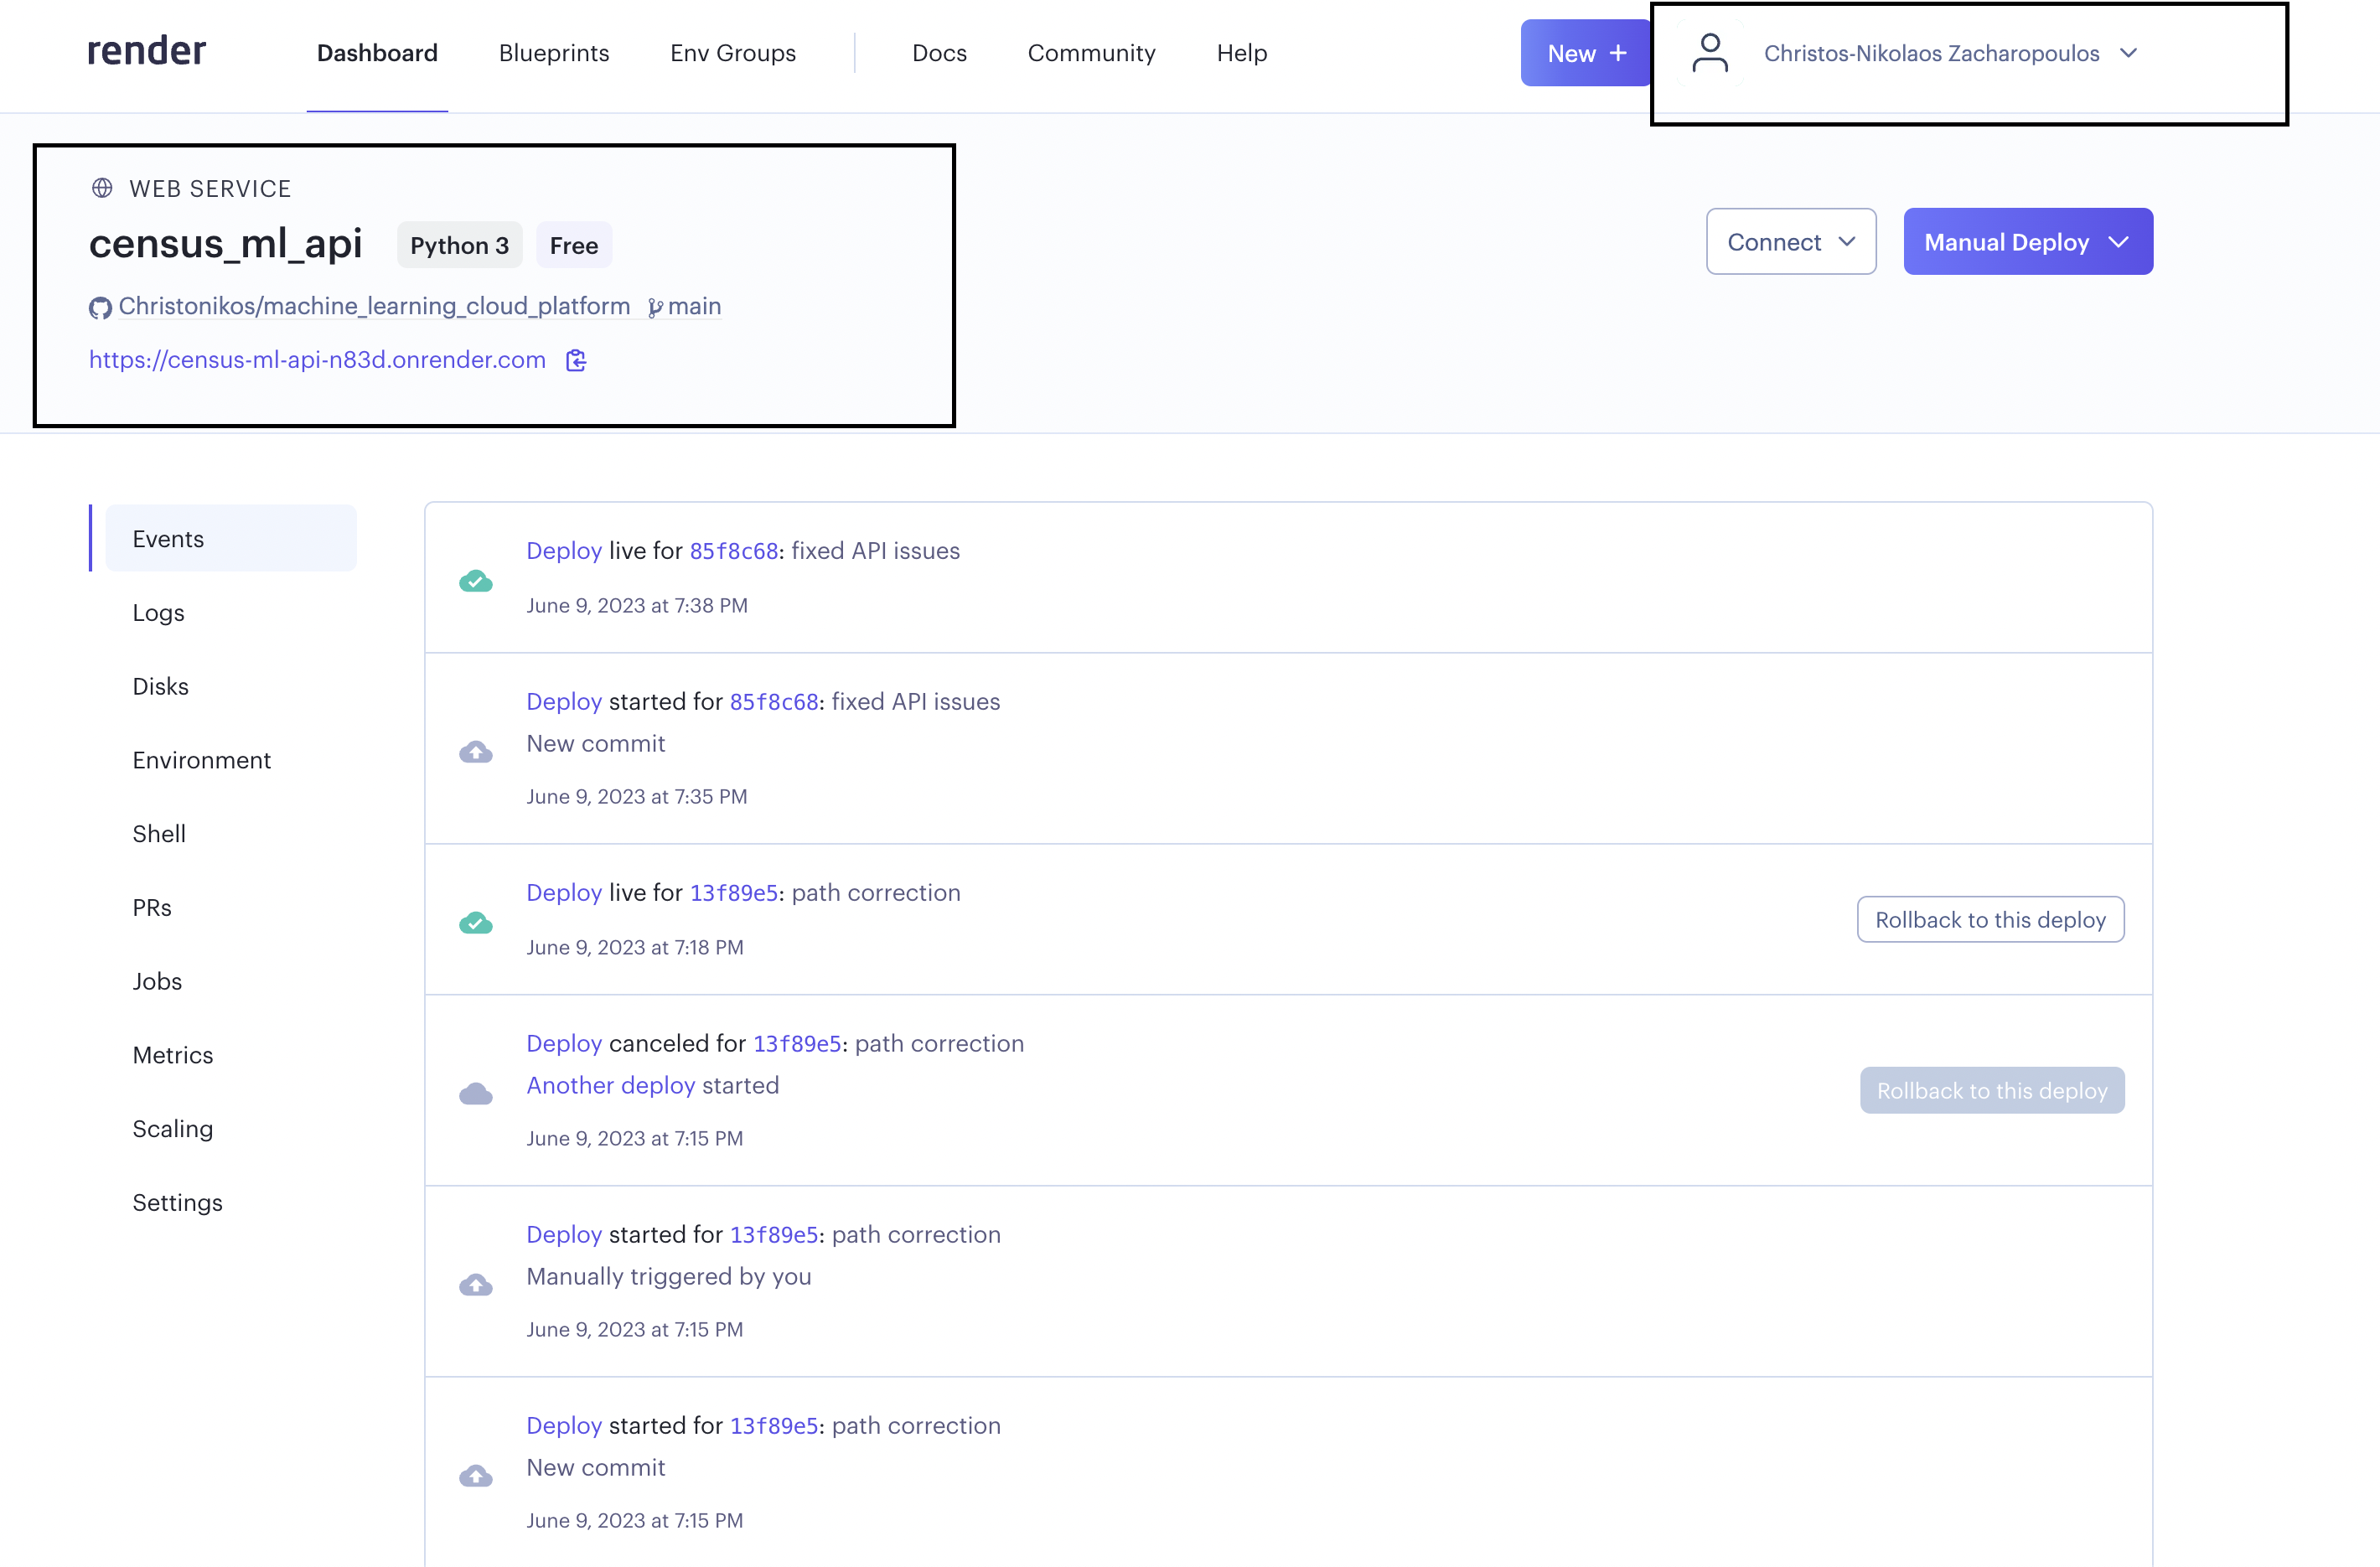 render Dashboard Blueprints Env Groups Docs Community Help New + Christos-Nikolaos Zacharopoulos
WEB SERVICE
census_ml_api Python 3 Free
Christonikos/machine_learning_cloud_platform main
https://census-ml-api-n83d.onrender.com
Connect Manual Deploy
Events
Logs
Disks
Environment
Shell
PRs
Jobs
Metrics
Scaling
Settings
Deploy live for 85f8c68: fixed API issues
June 9, 2023 at 7:38 PM
Deploy started for 85f8c68: fixed API issues
New commit
June 9, 2023 at 7:35 PM
Deploy live for 13f89e5: path correction
June 9, 2023 at 7:18 PM
Rollback to this deploy
Deploy canceled for 13f89e5: path correction
Another deploy started
June 9, 2023 at 7:15 PM
Rollback to this deploy
Deploy started for 13f89e5: path correction
Manually triggered by you
June 9, 2023 at 7:15 PM
Deploy started for 13f89e5: path correction
New commit
June 9, 2023 at 7:15 PM